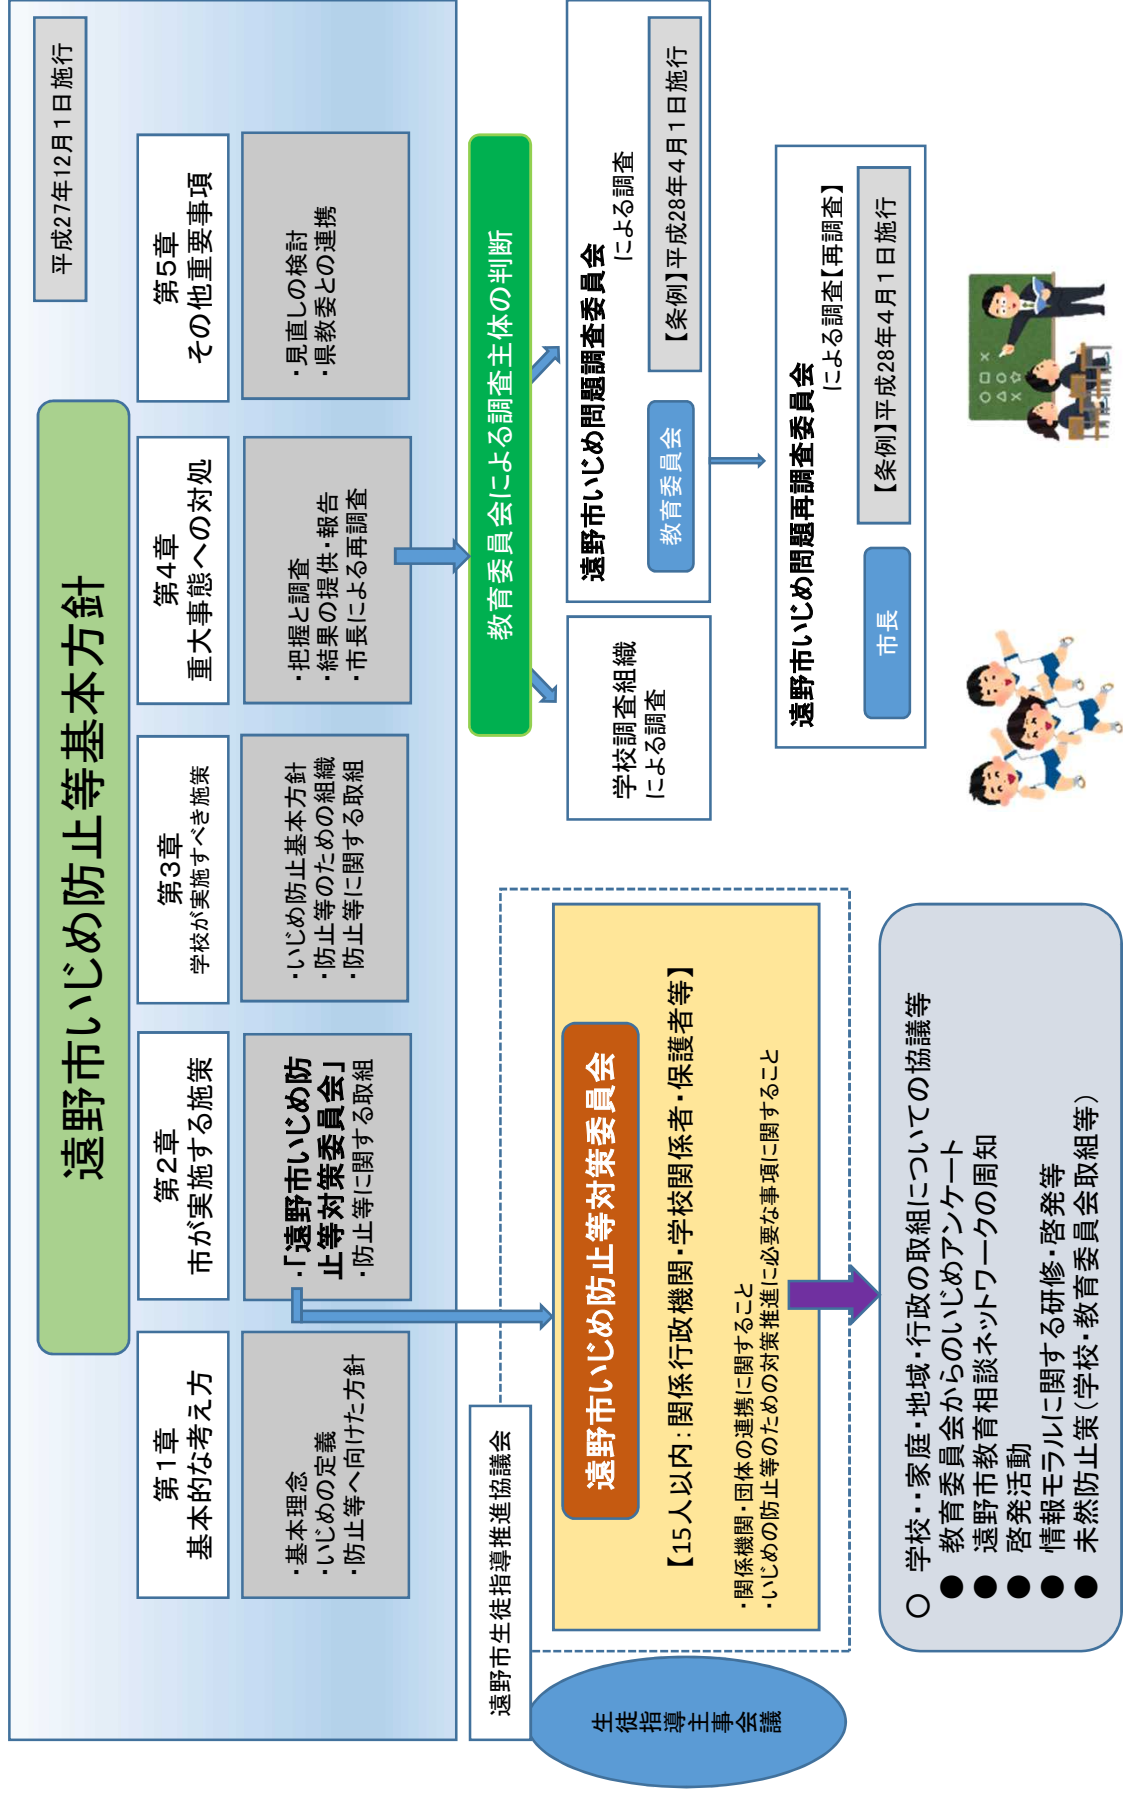 平成27年12月1日施行
遠野市いじめ防止等基本方針
第1章
基本的な考え方
・基本理念
・いじめの定義
・防止等へ向けた方針
第2章
市が実施する施策
・「遠野市いじめ防
止等対策委員会」
・防止等に関する取組
第3章
学校が実施すべき施策
・いじめ防止基本方針
・防止等のための組織
・防止等に関する取組
第4章
重大事態への対処
・把握と調査
・結果の提供・報告
・市長による再調査
第5章
その他重要事項
・見直しの検討
・県教委との連携
遠野市生徒指導推進協議会
生徒指導主事会議
遠野市いじめ防止等対策委員会
【15人以内:関係行政機関・学校関係者・保護者等】
・関係機関・団体の連携に関すること
・いじめの防止等のための対策推進に必要な事項に関すること
○ 学校・・家庭・地域・行政の取組についての協議等
● 教育委員会からのいじめアンケート
● 遠野市教育相談ネットワークの周知
● 啓発活動
● 情報モラルに関する研修・啓発等
● 未然防止策(学校・教育委員会取組等)
教育委員会による調査主体の判断
学校調査組織
による調査
遠野市いじめ問題調査委員会
による調査
教育委員会
【条例】平成28年4月1日施行
遠野市いじめ問題再調査委員会
による調査【再調査】
市長
【条例】平成28年4月1日施行